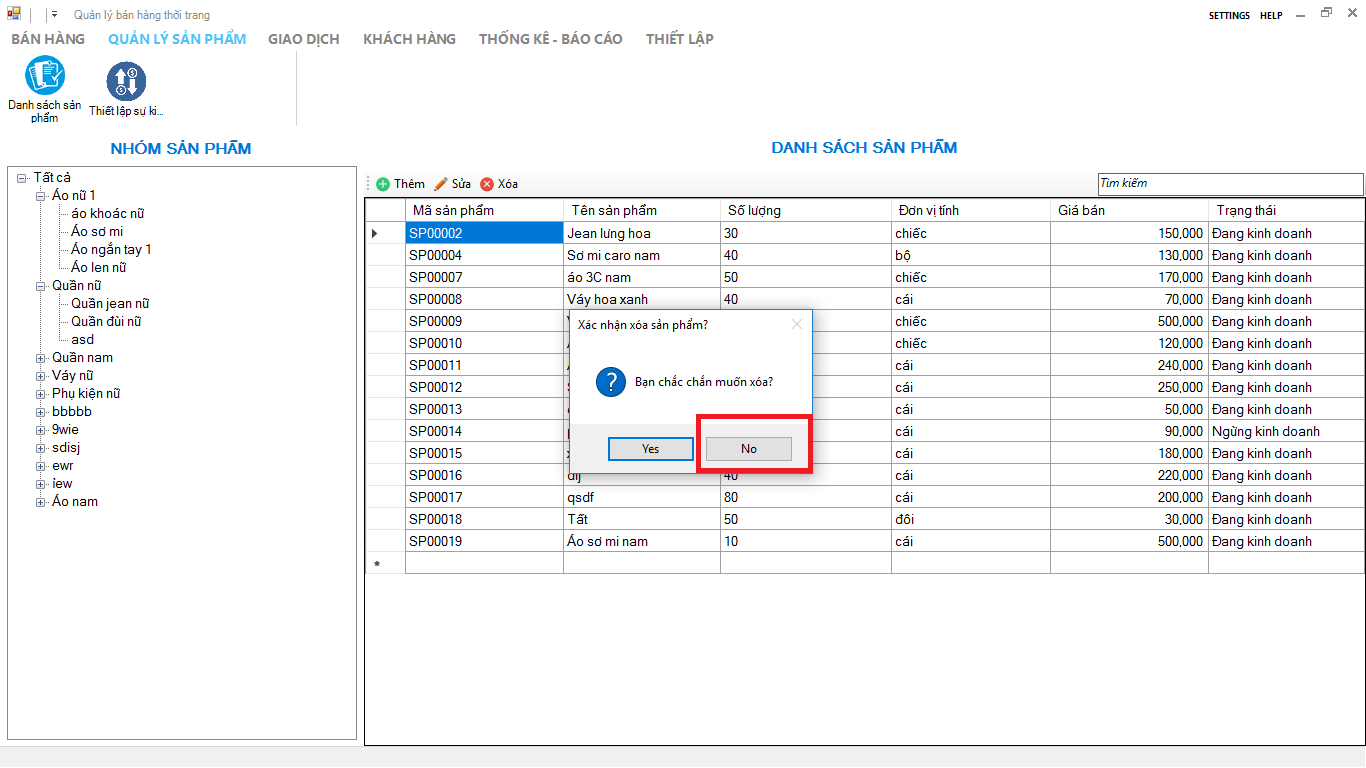 Quản lý bán hàng thời trang
SETTINGS HELP
BÁN HÀNG QUẢN LÝ SẢN PHẨM GIAO DỊCH KHÁCH HÀNG THỐNG KÊ - BÁO CÁO THIẾT LẬP
Danh sách sản
phẩm
Thiết lập sự ki...
NHÓM SẢN PHẨM
Tất cả
Áo nữ 1
áo khoác nữ
Áo sơ mi
Áo ngắn tay 1
Áo len nữ
Quần nữ
Quần jean nữ
Quần đùi nữ
asd
Quần nam
Váy nữ
Phụ kiện nữ
bbbbb
9wie
sdisj
ewr
iew
Áo nam
DANH SÁCH SẢN PHẨM
Thêm Sửa Xóa
Tìm kiếm
Mã sản phẩm Tên sản phẩm Số lượng Đơn vị tính Giá bán Trạng thái
SP00002 Jean lưng hoa 30 chiếc 150,000 Đang kinh doanh
SP00004 Sơ mi caro nam 40 bộ 130,000 Đang kinh doanh
SP00007 áo 3C nam 50 chiếc 170,000 Đang kinh doanh
SP00008 Váy hoa xanh 40 cái 70,000 Đang kinh doanh
SP00009 chiếc 500,000 Đang kinh doanh
SP00010 chiếc 120,000 Đang kinh doanh
SP00011 cái 240,000 Đang kinh doanh
SP00012 cái 250,000 Đang kinh doanh
SP00013 cái 50,000 Đang kinh doanh
SP00014 cái 90,000 Ngừng kinh doanh
SP00015 cái 180,000 Đang kinh doanh
SP00016 dij 40 cái 220,000 Đang kinh doanh
SP00017 qsdf 80 cái 200,000 Đang kinh doanh
SP00018 Tất 50 đôi 30,000 Đang kinh doanh
SP00019 Áo sơ mi nam 10 cái 500,000 Đang kinh doanh
Xác nhận xóa sản phẩm?
Bạn chắc chắn muốn xóa?
Yes No